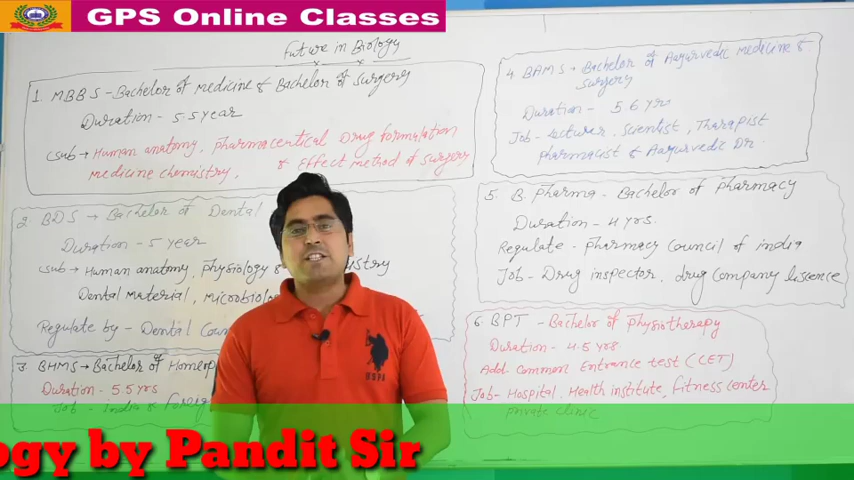 GPS Online Classes
Future in Biology
1. MBBS - Bachelor of medicine & Bachelor of Surgery
Duration - 5.5 year
sub → Human anatomy, pharmaceutical Drug formulation
medicine chemistry, & Effect method of surgery
2 BDS → Bachelor of Dental
Duration - 5 year
sub → Human anatomy, physiology &
Dental material,
Regulate by - Dental
3. BHMS → Bachelor of
Duration - 5.5 yrs
Job - india &
4 BAMS → Bachelor of Aayurvedic medicine &
surgery
Duration - 5.6 yrs
Job - Lecturer, Scientist, Tharapist
pharmacist & Aayurvedic Dr.
5. B. Pharma - Bachelor of pharmacy
Duration - 4 yrs.
Regulate - pharmacy Council of india
Job - Drug inspector, drug company liscence
6. BPT - Bachelor of physiotherapy
Duration - 4.5 yrs.
Add. Common Entrance test (CET)
Job - Hospital, Health institute, fitness center
private clinic
ogy by Pandit Sir
USPA